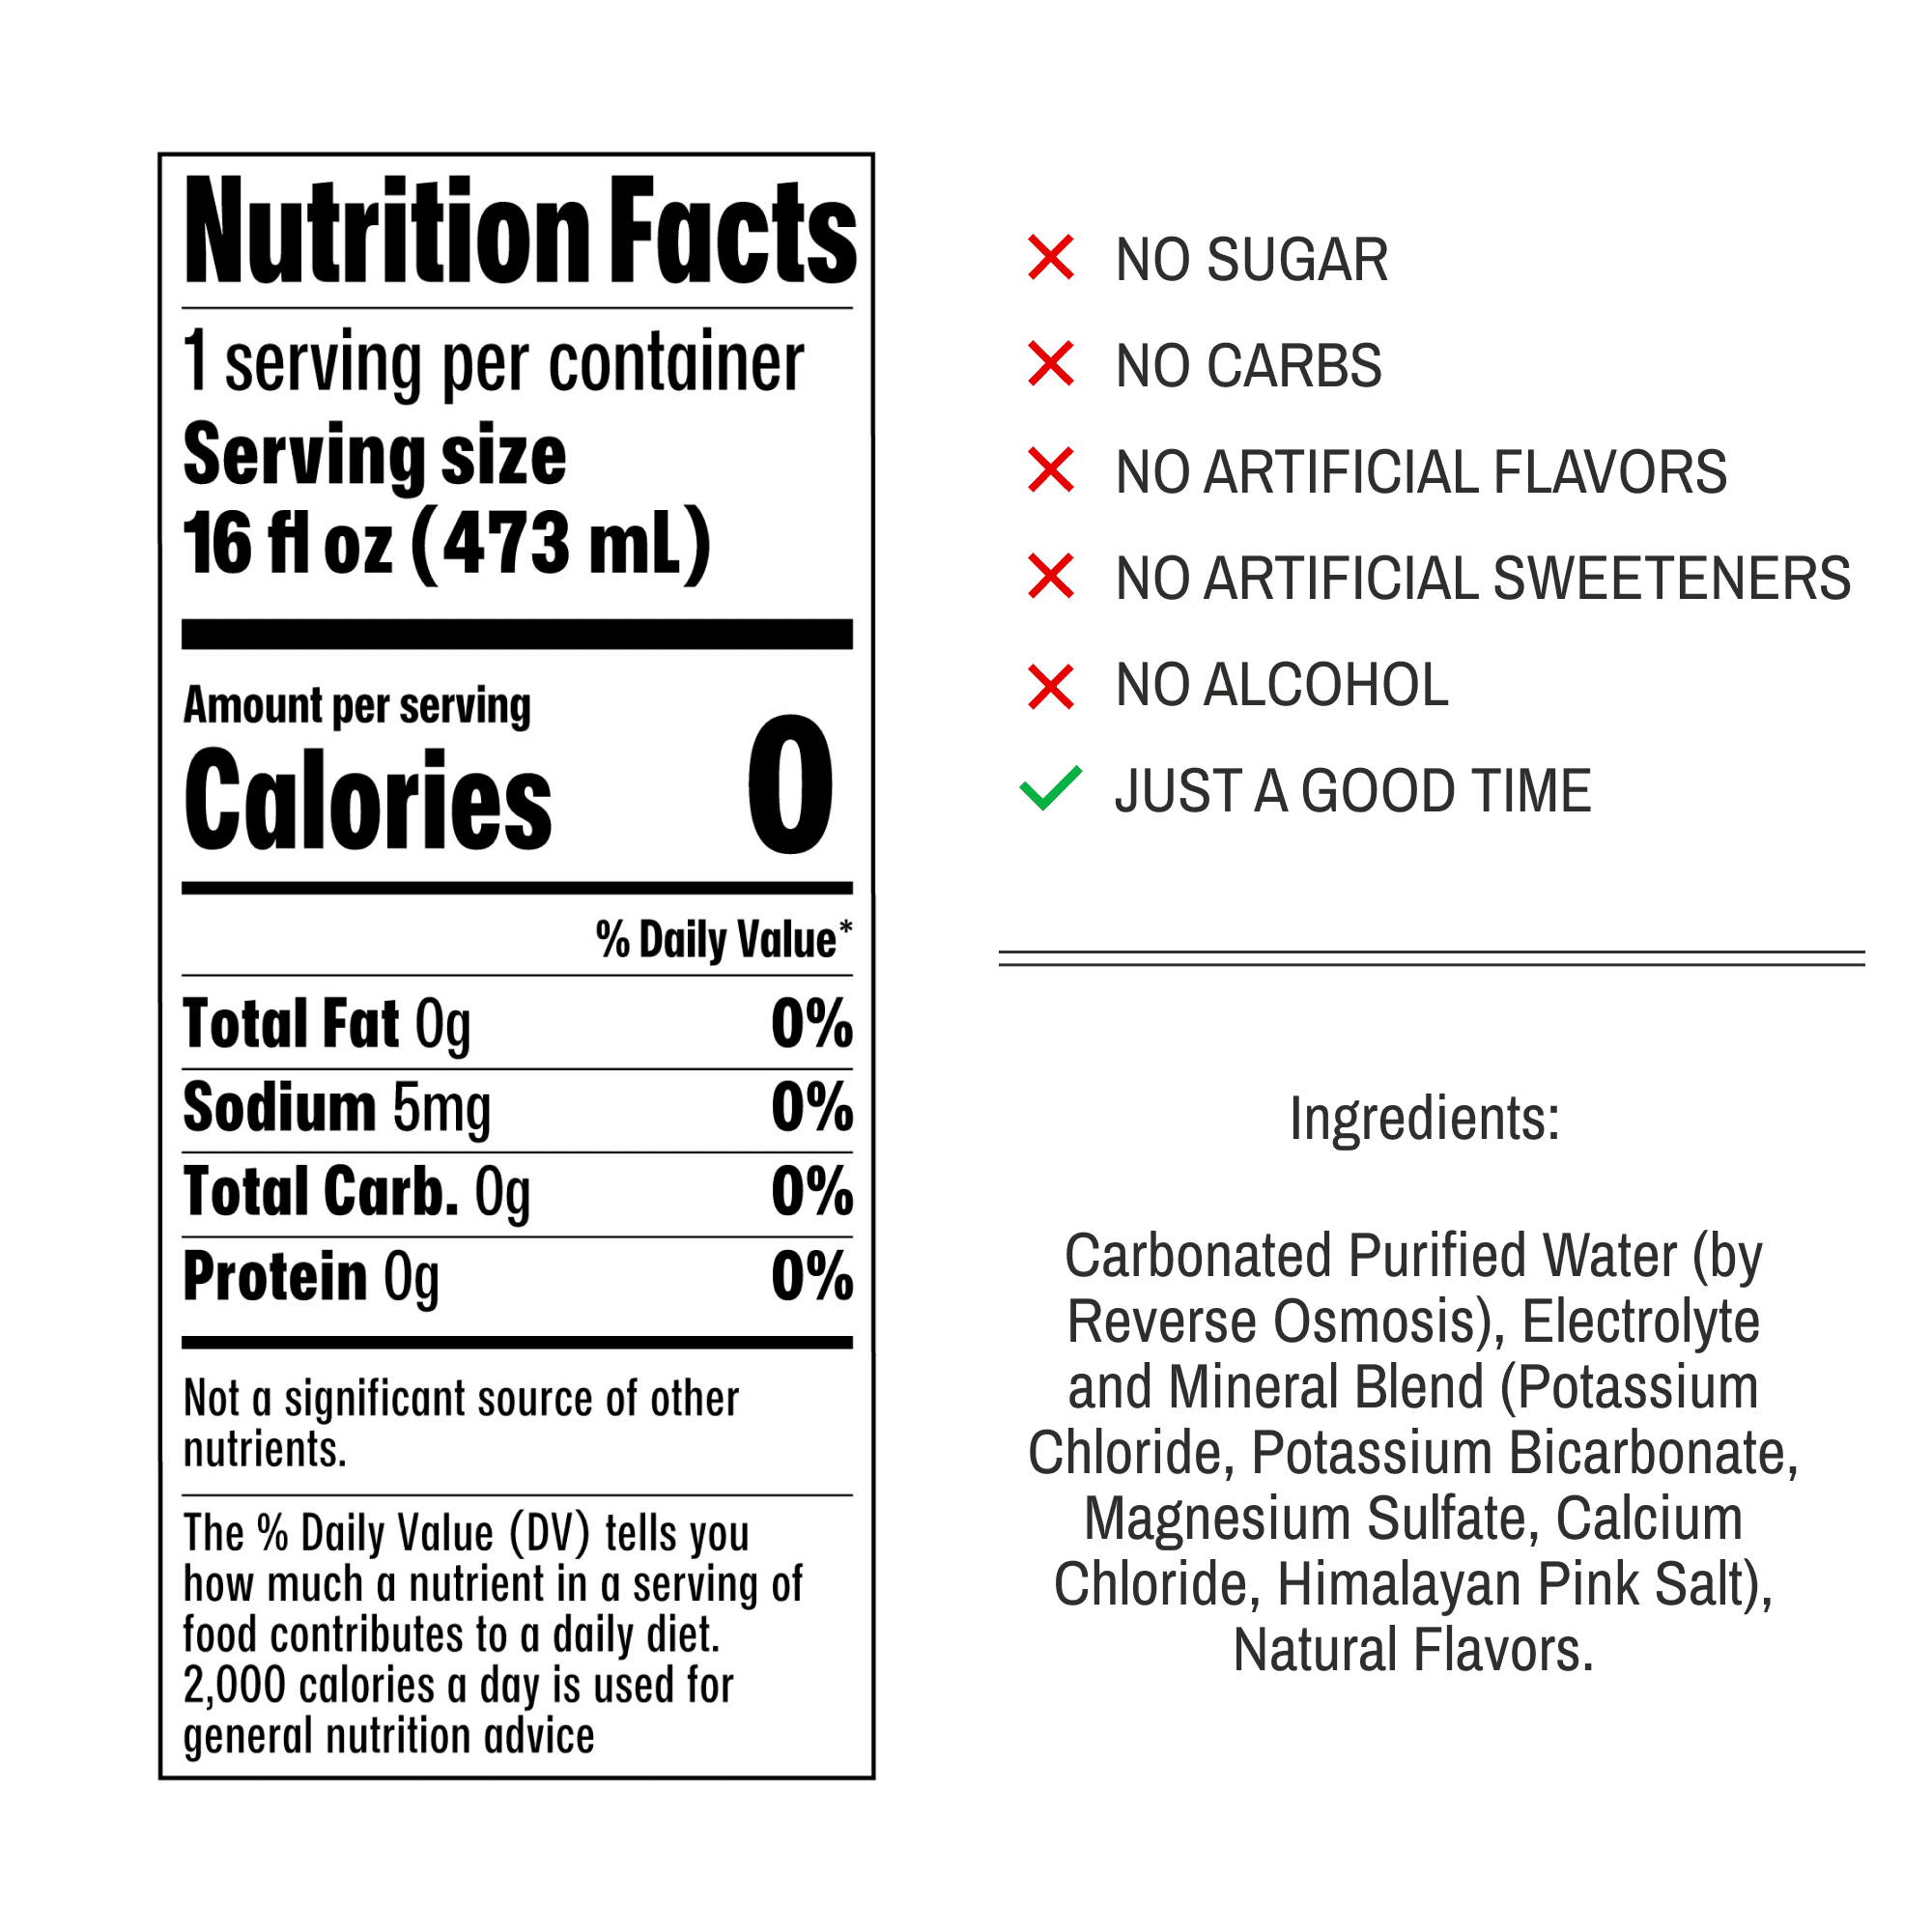 Nutrition Facts
1 serving per container
Serving size
16 fl oz (473 mL)
Amount per serving
Calories 0
% Daily Value*
Total Fat 0g 0%
Sodium 5mg 0%
Total Carb. 0g 0%
Protein 0g 0%
Not a significant source of other
nutrients.
The % Daily Value (DV) tells you
how much a nutrient in a serving of
food contributes to a daily diet.
2,000 calories a day is used for
general nutrition advice
NO SUGAR
NO CARBS
NO ARTIFICIAL FLAVORS
NO ARTIFICIAL SWEETENERS
NO ALCOHOL
JUST A GOOD TIME
Ingredients:
Carbonated Purified Water (by
Reverse Osmosis), Electrolyte
and Mineral Blend (Potassium
Chloride, Potassium Bicarbonate,
Magnesium Sulfate, Calcium
Chloride, Himalayan Pink Salt),
Natural Flavors.